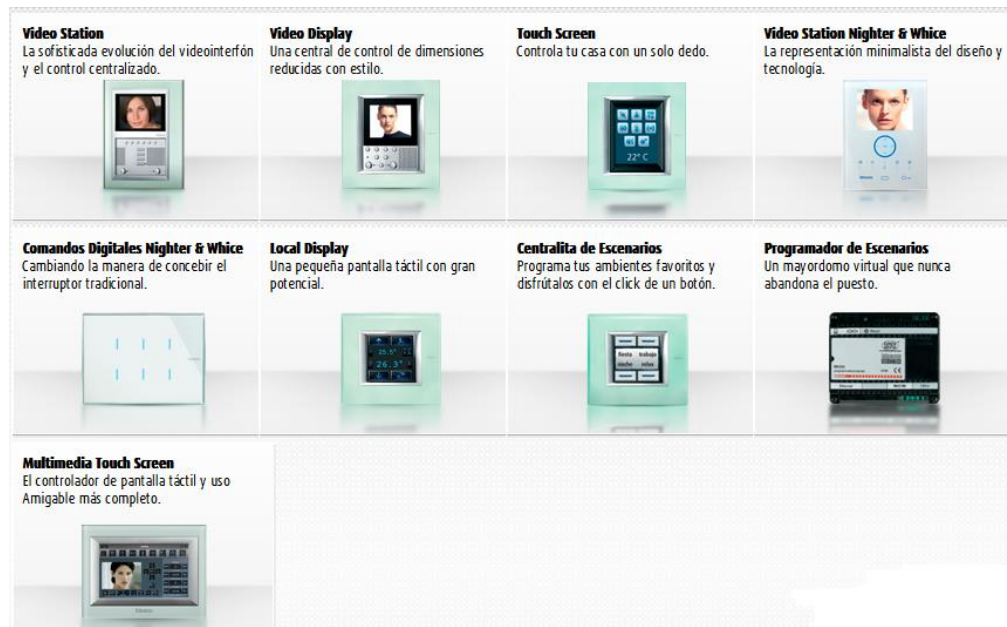 Video Station
La sofisticada evolución del videointerfón
y el control centralizado.
Video Display
Una central de control de dimensiones
reducidas con estilo.
Touch Screen
Controla tu casa con un solo dedo.
Video Station Nighter & Whice
La representación minimalista del diseño y
tecnología.
22° C
Comandos Digitales Nighter & Whice
Cambiando la manera de concebir el
interruptor tradicional.
Local Display
Una pequeña pantalla táctil con gran
potencial.
Centralita de Escenarios
Programa tus ambientes favoritos y
disfrútalos con el click de un botón.
Programador de Escenarios
Un mayordomo virtual que nunca
abandona el puesto.
25.5°
26.3°
fiesta trabajo
noche relax
Multimedia Touch Screen
El controlador de pantalla táctil y uso
Amigable más completo.